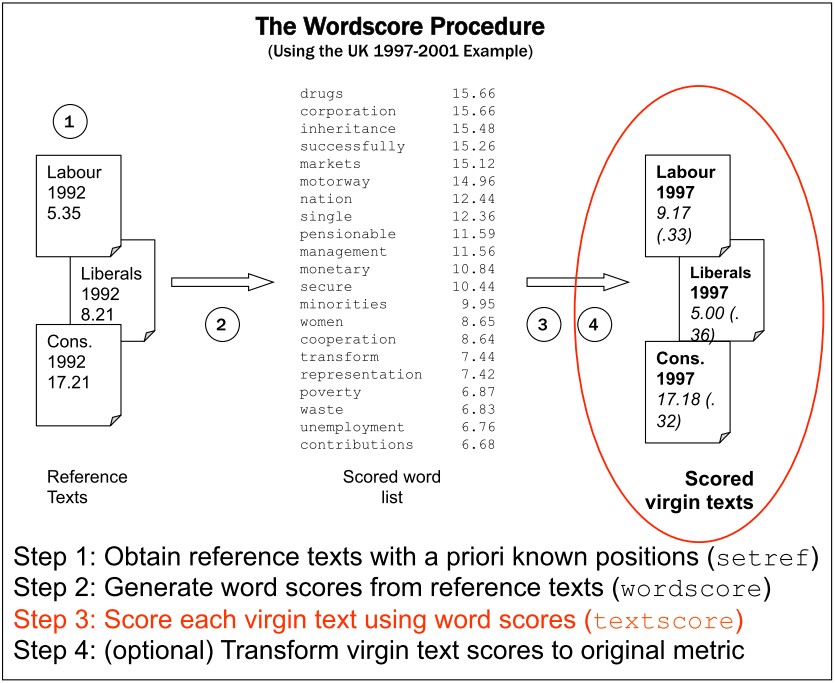 The Wordscore Procedure
(Using the UK 1997-2001 Example)
1
Labour
1992
5.35
Liberals
1992
8.21
Cons.
1992
17.21
Reference
Texts
2
drugs 15.66
corporation 15.66
inheritance 15.48
successfully 15.26
markets 15.12
motorway 14.96
nation 12.44
single 12.36
pensionable 11.59
management 11.56
monetary 10.84
secure 10.44
minorities 9.95
women 8.65
cooperation 8.64
transform 7.44
representation 7.42
poverty 6.87
waste 6.83
unemployment 6.76
contributions 6.68
Scored word
list
3
4
Labour
1997
9.17
(.33)
Liberals
1997
5.00 (.
36)
Cons.
1997
17.18 (.
32)
Scored
virgin texts
Step 1: Obtain reference texts with a priori known positions (setref)
Step 2: Generate word scores from reference texts (wordscore)
Step 3: Score each virgin text using word scores (textscore)
Step 4: (optional) Transform virgin text scores to original metric